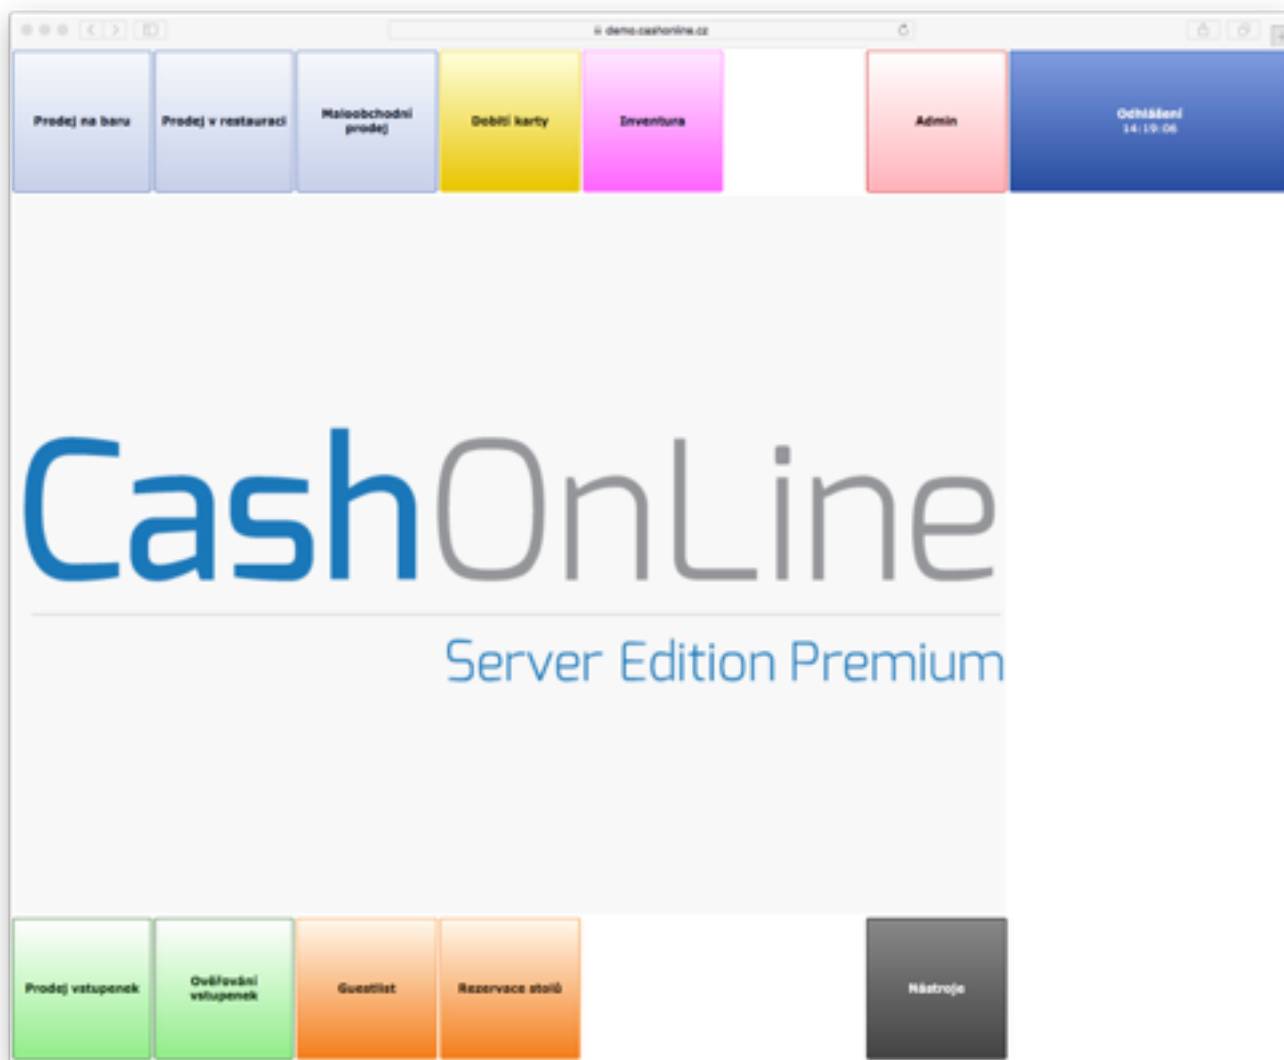 demo.cashonline.cz
Prodej na baru
Prodej v restauraci
Maloobchodní
prodej
Dobití karty
Inventura
Admin
Odhlášení
14:19:06
CashOnLine
Server Edition Premium
Prodej vstupenek
Ověřování
vstupenek
Guestlist
Rezervace stolů
Nástroje